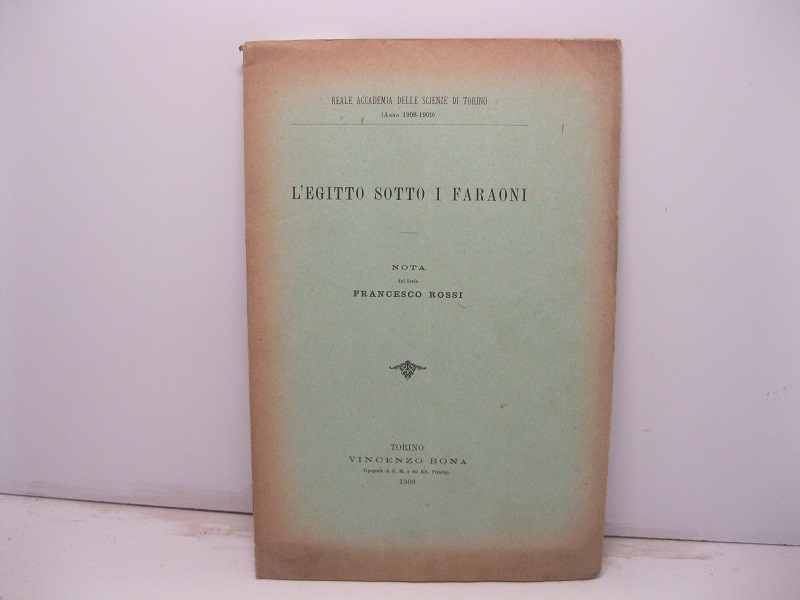 REALE ACCADEMIA DELLE SCIENZE DI TORINO
(ANNO 1908-1909)
L'EGITTO SOTTO I FARAONI
NOTA
del Socio
FRANCESCO ROSSI
TORINO
VINCENZO BONA
Tipografo di S. M. e dei RR. Principi.
1909